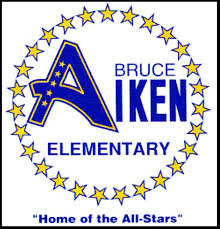 BRUCE
AIKEN
ELEMENTARY
"Home of the All-Stars"